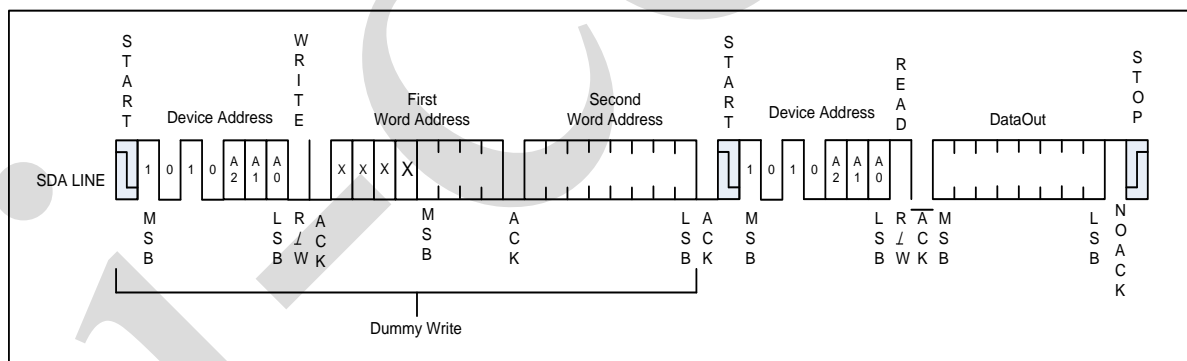 START
WRITE
START
READ
STOP
Device Address
First
Word Address
Second
Word Address
Device Address
DataOut
SDA LINE
1 0 1 0 A2 A1 A0
X X X X
1 0 1 0 A2 A1 A0
MSB
LSB
R/W
ACK
MSB
ACK
LSB
ACK
MSB
LSB
R/W
ACK
MSB
LSB
NO ACK
Dummy Write